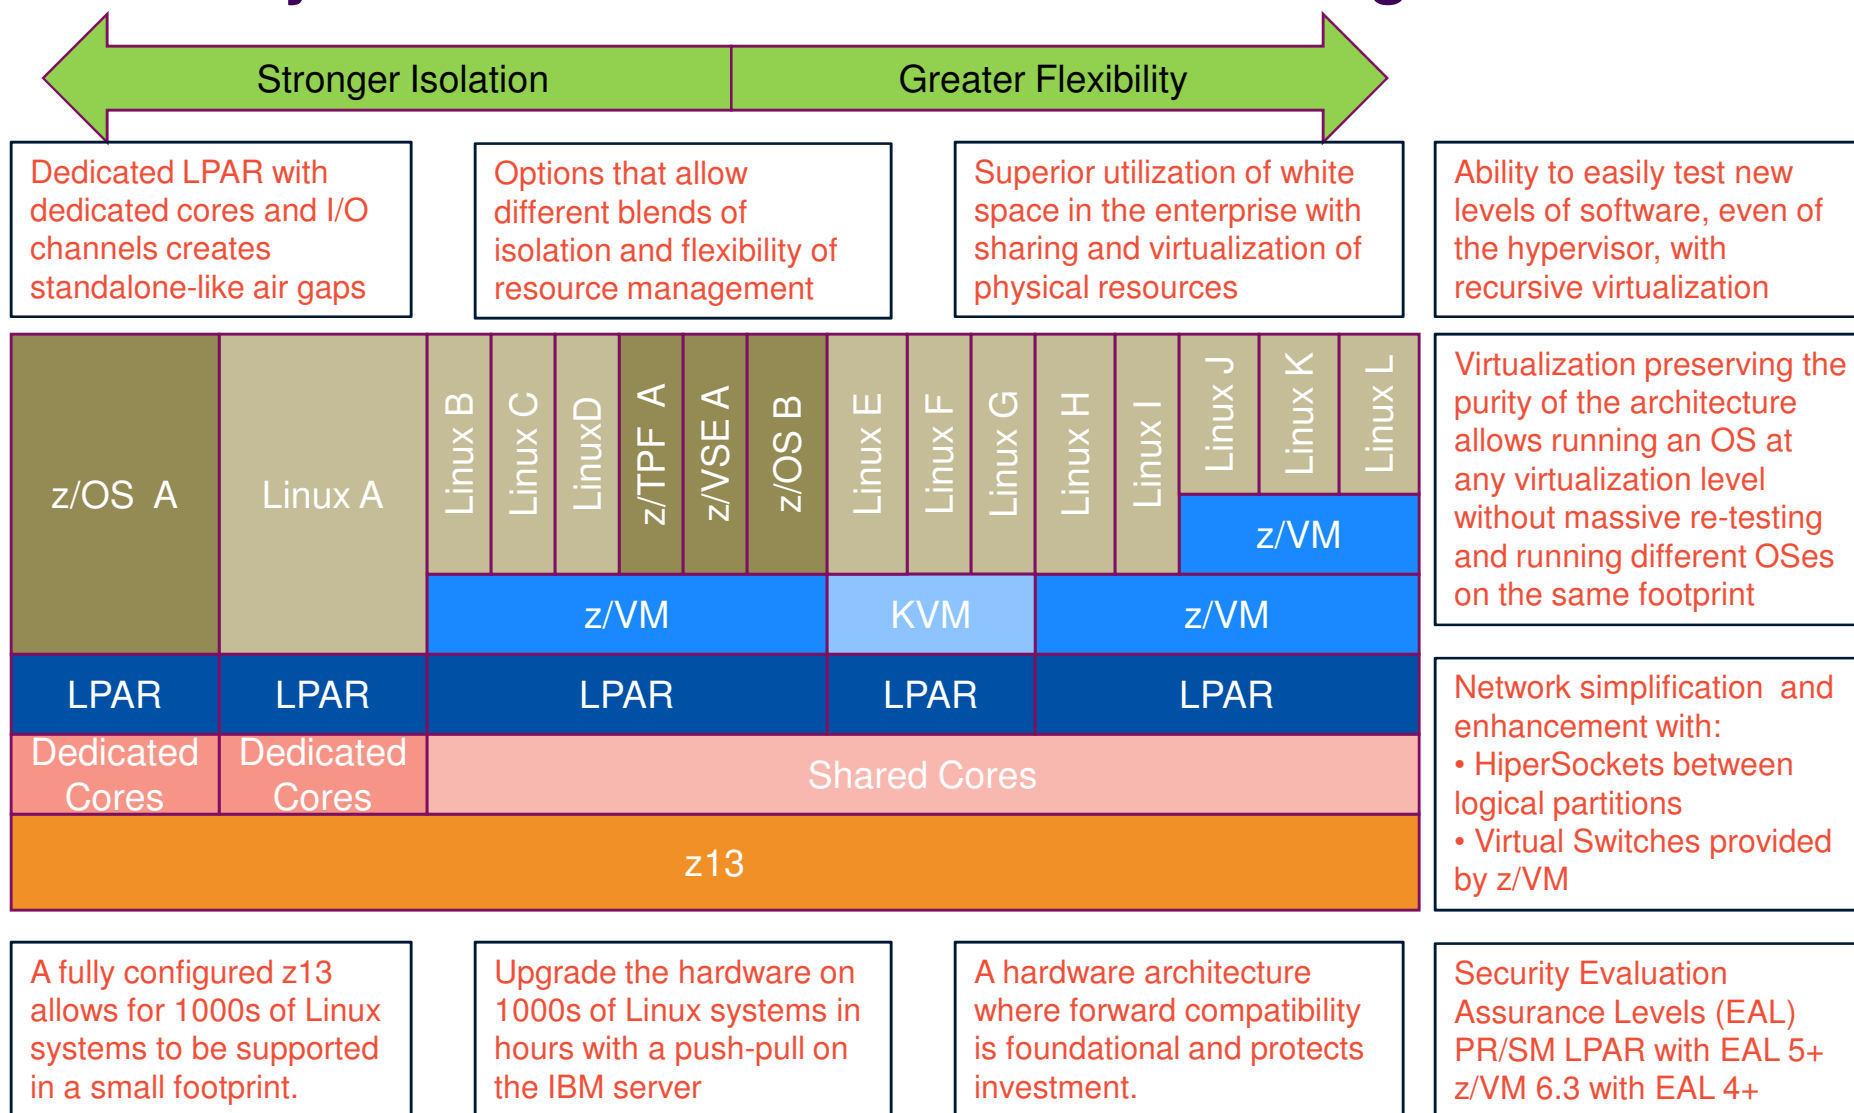 Stronger Isolation
Greater Flexibility
Dedicated LPAR with
dedicated cores and I/O
channels creates
standalone-like air gaps
Options that allow
different blends of
isolation and flexibility of
resource management
Superior utilization of white
space in the enterprise with
sharing and virtualization of
physical resources
Ability to easily test new
levels of software, even of
the hypervisor, with
recursive virtualization
z/OS A
Linux A
Linux B
Linux C
LinuxD
z/TPF A
z/VSE A
z/OS B
Linux E
Linux F
Linux G
Linux H
Linux I
Linux J
Linux K
Linux L
z/VM
z/VM
KVM
z/VM
LPAR
LPAR
LPAR
LPAR
LPAR
Dedicated
Cores
Dedicated
Cores
Shared Cores
z13
Virtualization preserving the
purity of the architecture
allows running an OS at
any virtualization level
without massive re-testing
and running different OSes
on the same footprint
Network simplification and
enhancement with:
• HiperSockets between
logical partitions
• Virtual Switches provided
by z/VM
A fully configured z13
allows for 1000s of Linux
systems to be supported
in a small footprint.
Upgrade the hardware on
1000s of Linux systems in
hours with a push-pull on
the IBM server
A hardware architecture
where forward compatibility
is foundational and protects
investment.
Security Evaluation
Assurance Levels (EAL)
PR/SM LPAR with EAL 5+
z/VM 6.3 with EAL 4+